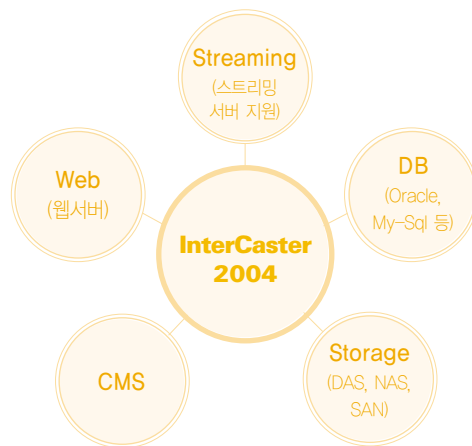 Streaming
(스트리밍
서버 지원)
Web
(웹서버)
DB
(Oracle,
My-Sql 등)
InterCaster
2004
CMS
Storage
(DAS, NAS,
SAN)